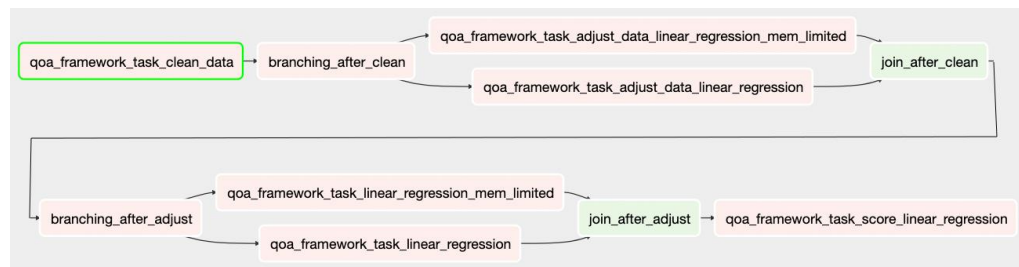 qoa_framework_task_clean_data
branching_after_clean
qoa_framework_task_adjust_data_linear_regression_mem_limited
qoa_framework_task_adjust_data_linear_regression
join_after_clean
branching_after_adjust
qoa_framework_task_linear_regression_mem_limited
qoa_framework_task_linear_regression
join_after_adjust
qoa_framework_task_score_linear_regression